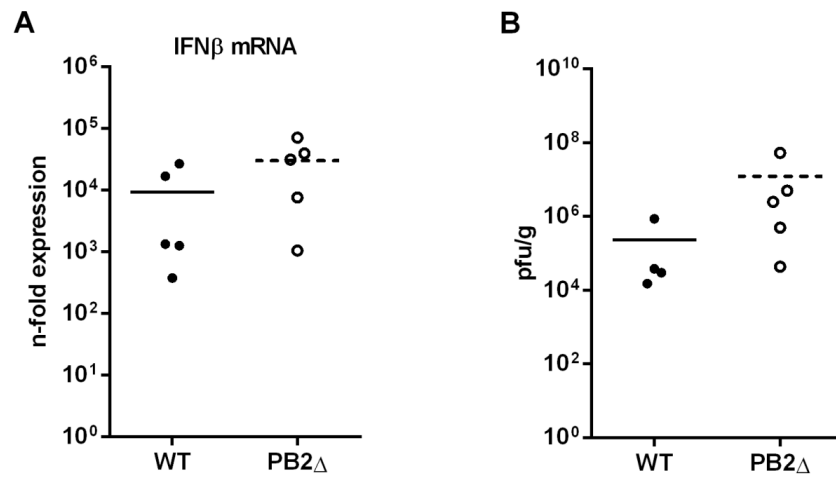 A
IFNβ mRNA
n-fold expression
10⁶
10⁵
10⁴
10³
10²
10¹
10⁰
WT PB2Δ
B
pfu/g
10¹⁰
10⁸
10⁶
10⁴
10²
10⁰
WT PB2Δ